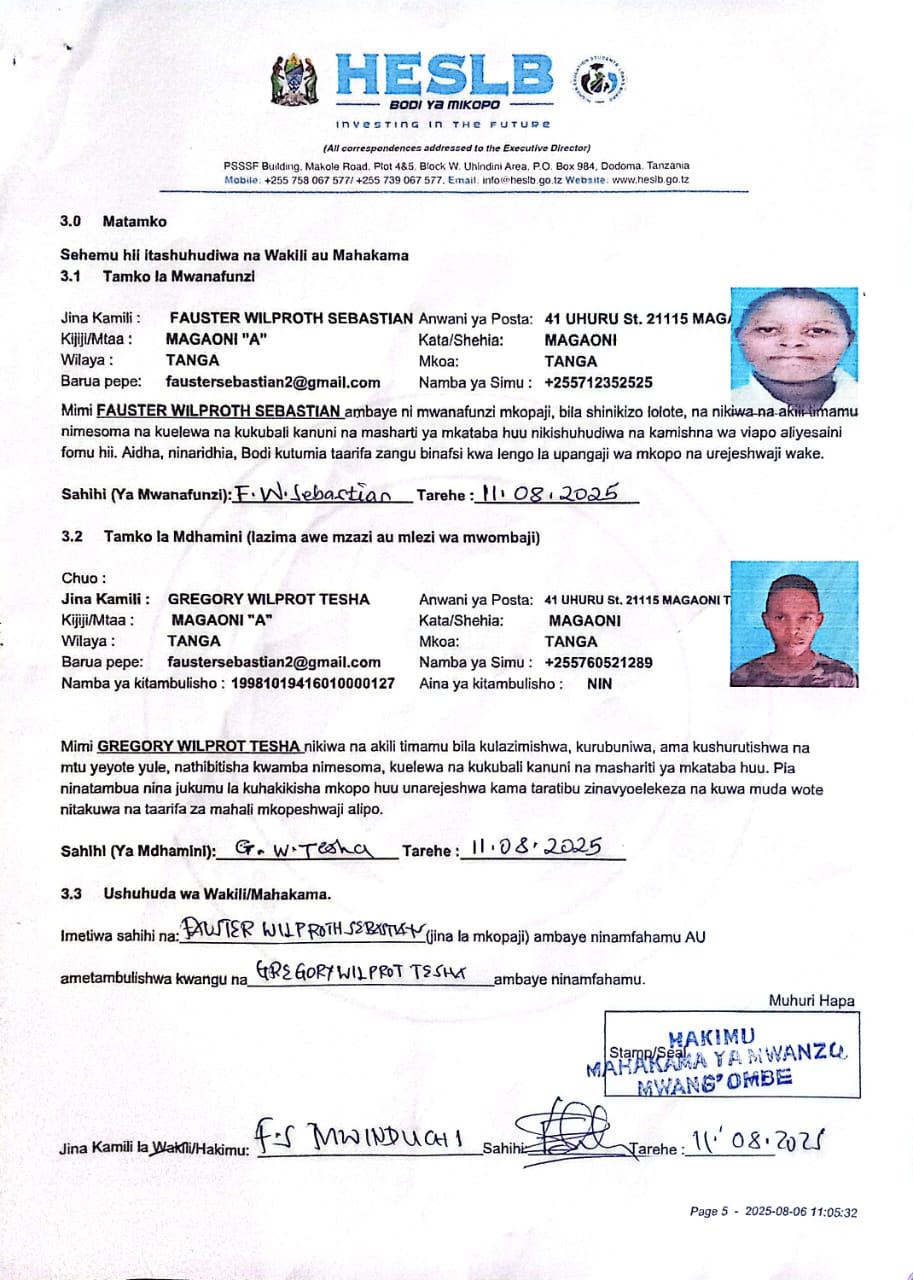 HESLB
BODI YA MIKOPO
INVESTING IN THE FUTURE
(All correspondences addressed to the Executive Director)
PSSSF Building, Makole Road, Plot 4&5, Block W, Uhindini Area, P.O. Box 984, Dodoma, Tanzania
Mobile: +255 758 067 577/ +255 739 067 577, Email: info@heslb.go.tz Website: www.heslb.go.tz
3.0 Matamko
Sehemu hii itashuhudiwa na Wakili au Mahakama
3.1 Tamko la Mwanafunzi
Jina Kamili : FAUSTER WILPROTH SEBASTIAN Anwani ya Posta: 41 UHURU St. 21115 MAGA
Kijiji/Mtaa : MAGAONI "A" Kata/Shehia: MAGAONI
Wilaya : TANGA Mkoa: TANGA
Barua pepe: faustersebastian2@gmail.com Namba ya Simu : +255712352525
Mimi FAUSTER WILPROTH SEBASTIAN ambaye ni mwanafunzi mkopaji, bila shinikizo lolote, na nikiwa na akili timamu
nimesoma na kuelewa na kukubali kanuni na masharti ya mkataba huu nikishuhudiwa na kamishna wa viapo aliyesaini
fomu hii. Aidha, ninaridhia, Bodi kutumia taarifa zangu binafsi kwa lengo la upangaji wa mkopo na urejeshwaji wake.
Sahihi (Ya Mwanafunzi): F.W.Sebastian Tarehe : 11.08.2025
3.2 Tamko la Mdhamini (lazima awe mzazi au mlezi wa mwombaji)
Chuo :
Jina Kamili : GREGORY WILPROT TESHA Anwani ya Posta: 41 UHURU St. 21115 MAGAONI T
Kijiji/Mtaa : MAGAONI "A" Kata/Shehia: MAGAONI
Wilaya : TANGA Mkoa: TANGA
Barua pepe: faustersebastian2@gmail.com Namba ya Simu : +255760521289
Namba ya kitambulisho : 19981019416010000127 Aina ya kitambulisho : NIN
Mimi GREGORY WILPROT TESHA nikiwa na akili timamu bila kulazimishwa, kurubuniwa, ama kushurutishwa na
mtu yeyote yule, nathibitisha kwamba nimesoma, kuelewa na kukubali kanuni na mashariti ya mkataba huu. Pia
ninatambua nina jukumu la kuhakikisha mkopo huu unarejeshwa kama taratibu zinavyoelekeza na kuwa muda wote
nitakuwa na taarifa za mahali mkopeshwaji alipo.
Sahihi (Ya Mdhamini): G. W.TESHA Tarehe : 11.08.2025
3.3 Ushuhuda wa Wakili/Mahakama.
Imetiwa sahihi na: FAUSTER WILPROTH SEBASTIAN (jina la mkopaji) ambaye ninamfahamu AU
ametambulishwa kwangu na GREGORY WILPROT TESHA ambaye ninamfahamu.
Muhuri Hapa
Stamp/Seal
HAKIMU
MAHAKAMA YA MWANZO
MWANG'OMBE
Jina Kamili la Wakili/Hakimu: F.S MWINDUCHI Sahihi: Tarehe : 11.08.2025
Page 5 - 2025-08-06 11:05:32